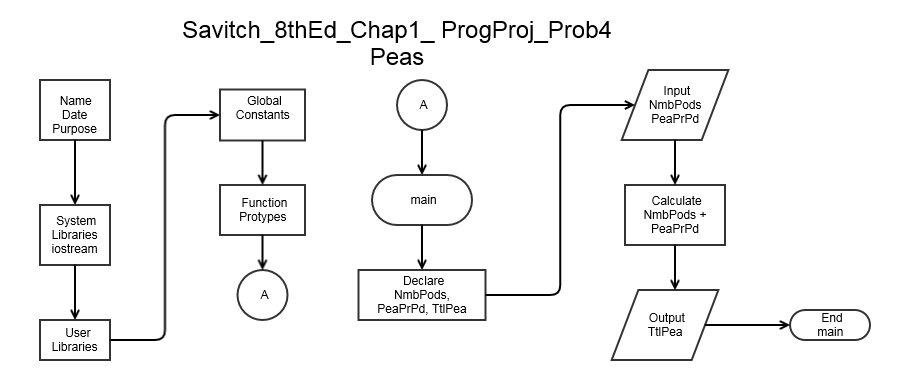 Savitch_8thEd_Chap1_ ProgProj_Prob4
Peas
Name
Date
Purpose
System
Libraries
iostream
User
Libraries
Global
Constants
Function
Protypes
A
A
main
Declare
NmbPods,
PeaPrPd, TtlPea
Input
NmbPods
PeaPrPd
Calculate
NmbPods +
PeaPrPd
Output
TtlPea
End
main